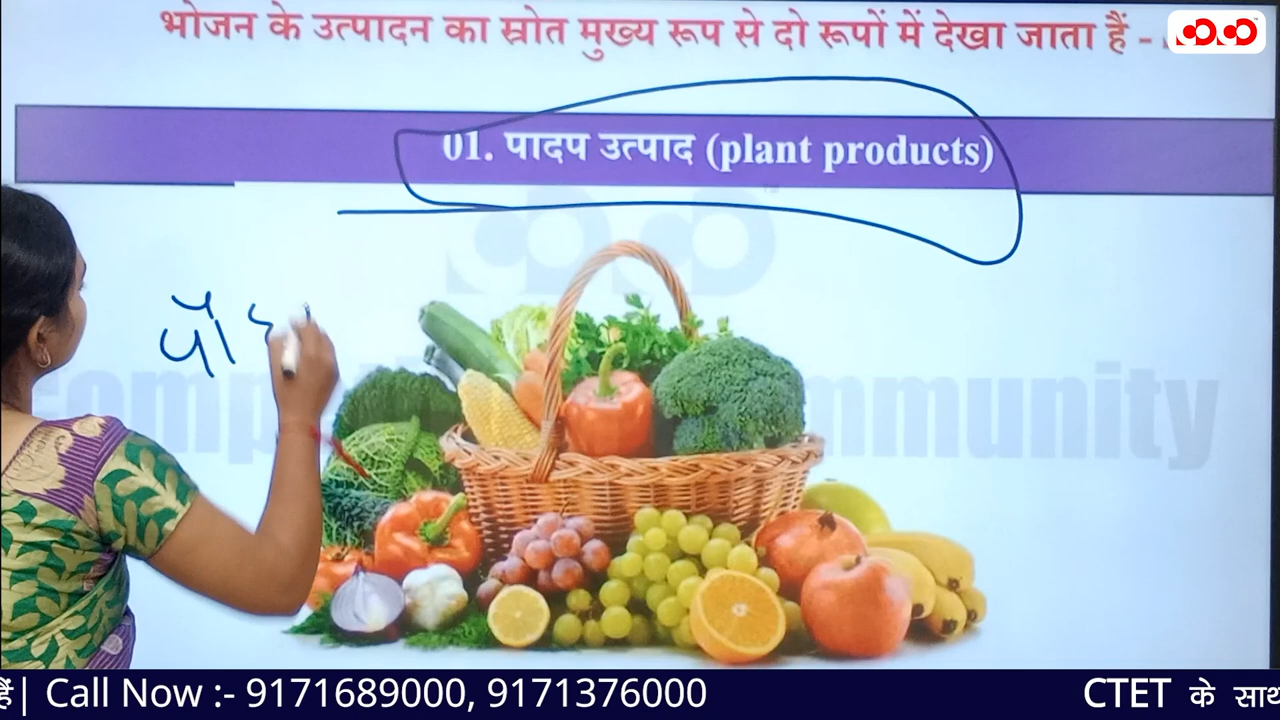 भोजन के उत्पादन का स्रोत मुख्य रूप से दो रूपों में देखा जाता हैं -
01. पादप उत्पाद (plant products)
पौ
हैं| Call Now :- 9171689000, 9171376000
CTET के साथ